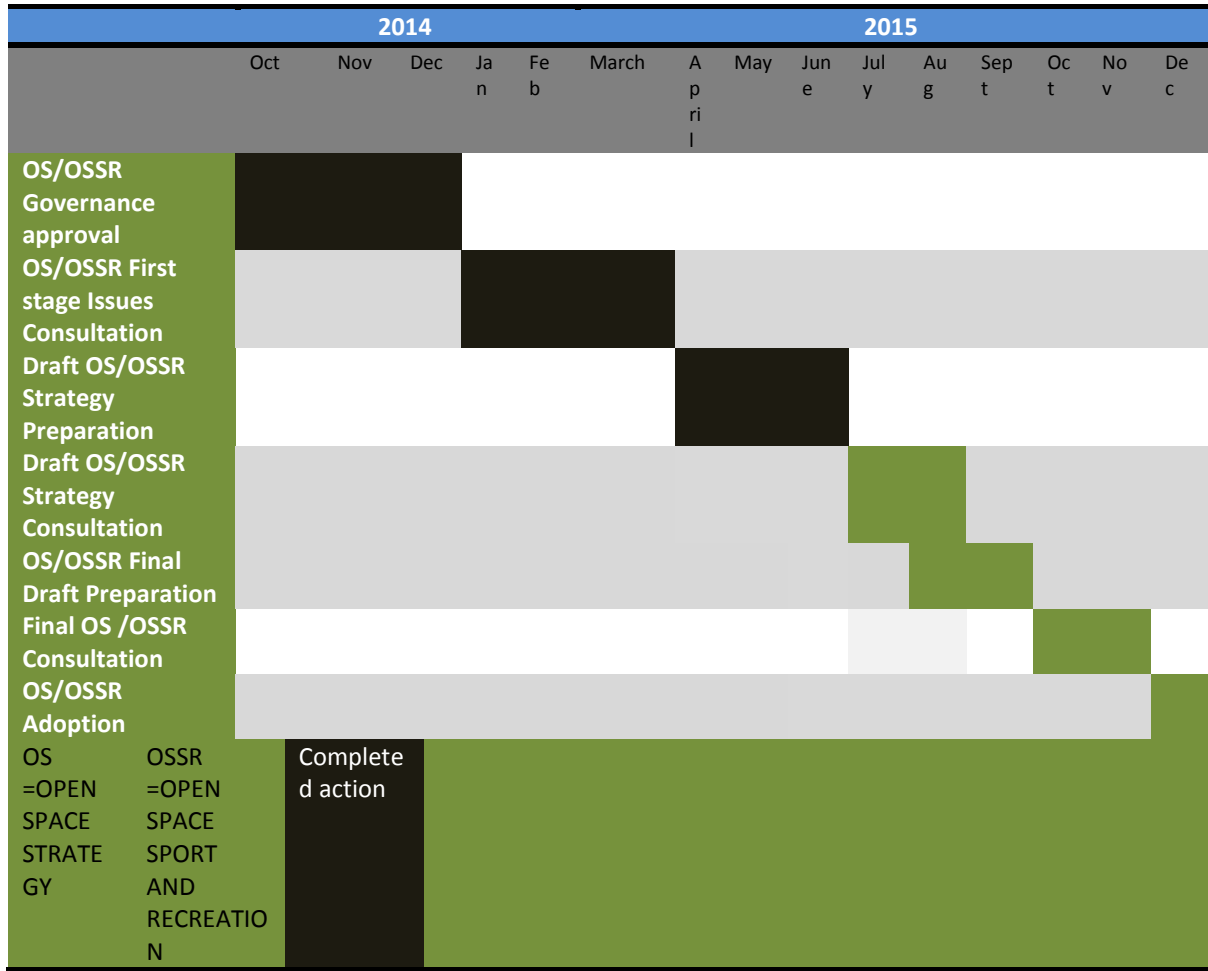 2014 2015
Oct Nov Dec Ja Fe March A May Jun Jul Au Sep Oc No De
n b p e y g t t v c
ri
l
OS/OSSR
Governance
approval
OS/OSSR First
stage Issues
Consultation
Draft OS/OSSR
Strategy
Preparation
Draft OS/OSSR
Strategy
Consultation
OS/OSSR Final
Draft Preparation
Final OS /OSSR
Consultation
OS/OSSR
Adoption
OS OSSR Complete
=OPEN =OPEN d action
SPACE SPACE
STRATE SPORT
GY AND
RECREATIO
N